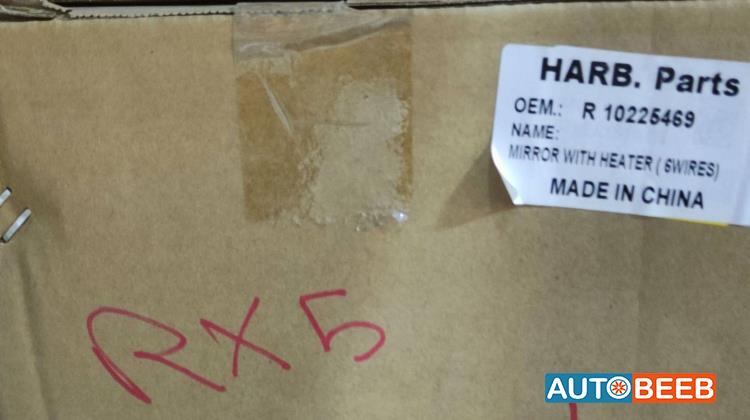 HARB. Parts
OEM.: R 10225469
NAME:
MIRROR WITH HEATER ( 6WIRES)
MADE IN CHINA
RX5
AUTOBEEB